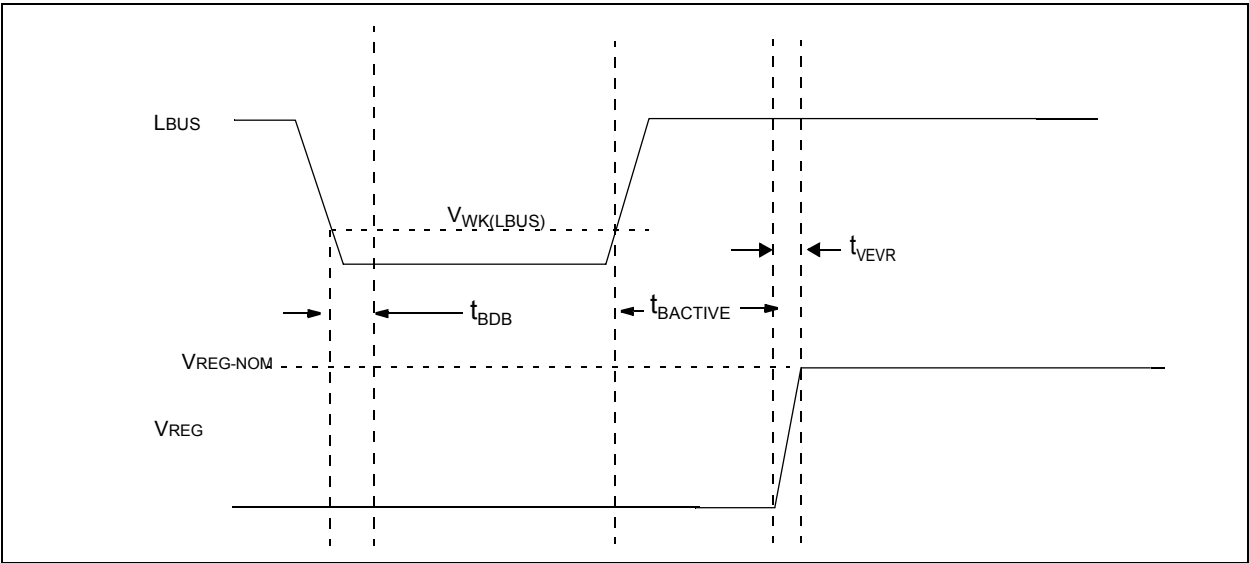 LBUS
VWK(LBUS)
tVEVR
tBDB
tBACTIVE
VREG-NOM
VREG